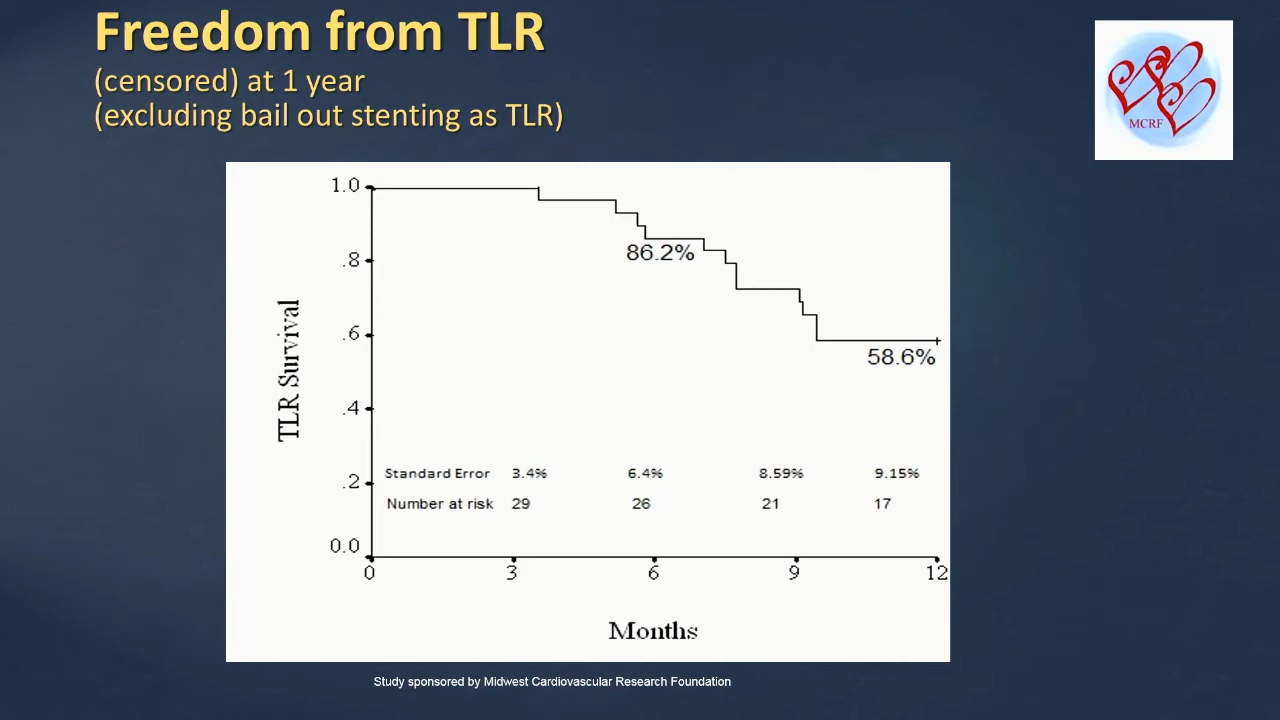 Freedom from TLR
(censored) at 1 year
(excluding bail out stenting as TLR)
MCRF
1.0
.8
.6
.4
.2
0.0
TLR Survival
86.2%
58.6%
Standard Error 3.4% 6.4% 8.59% 9.15%
Number at risk 29 26 21 17
0 3 6 9 12
Months
Study sponsored by Midwest Cardiovascular Research Foundation